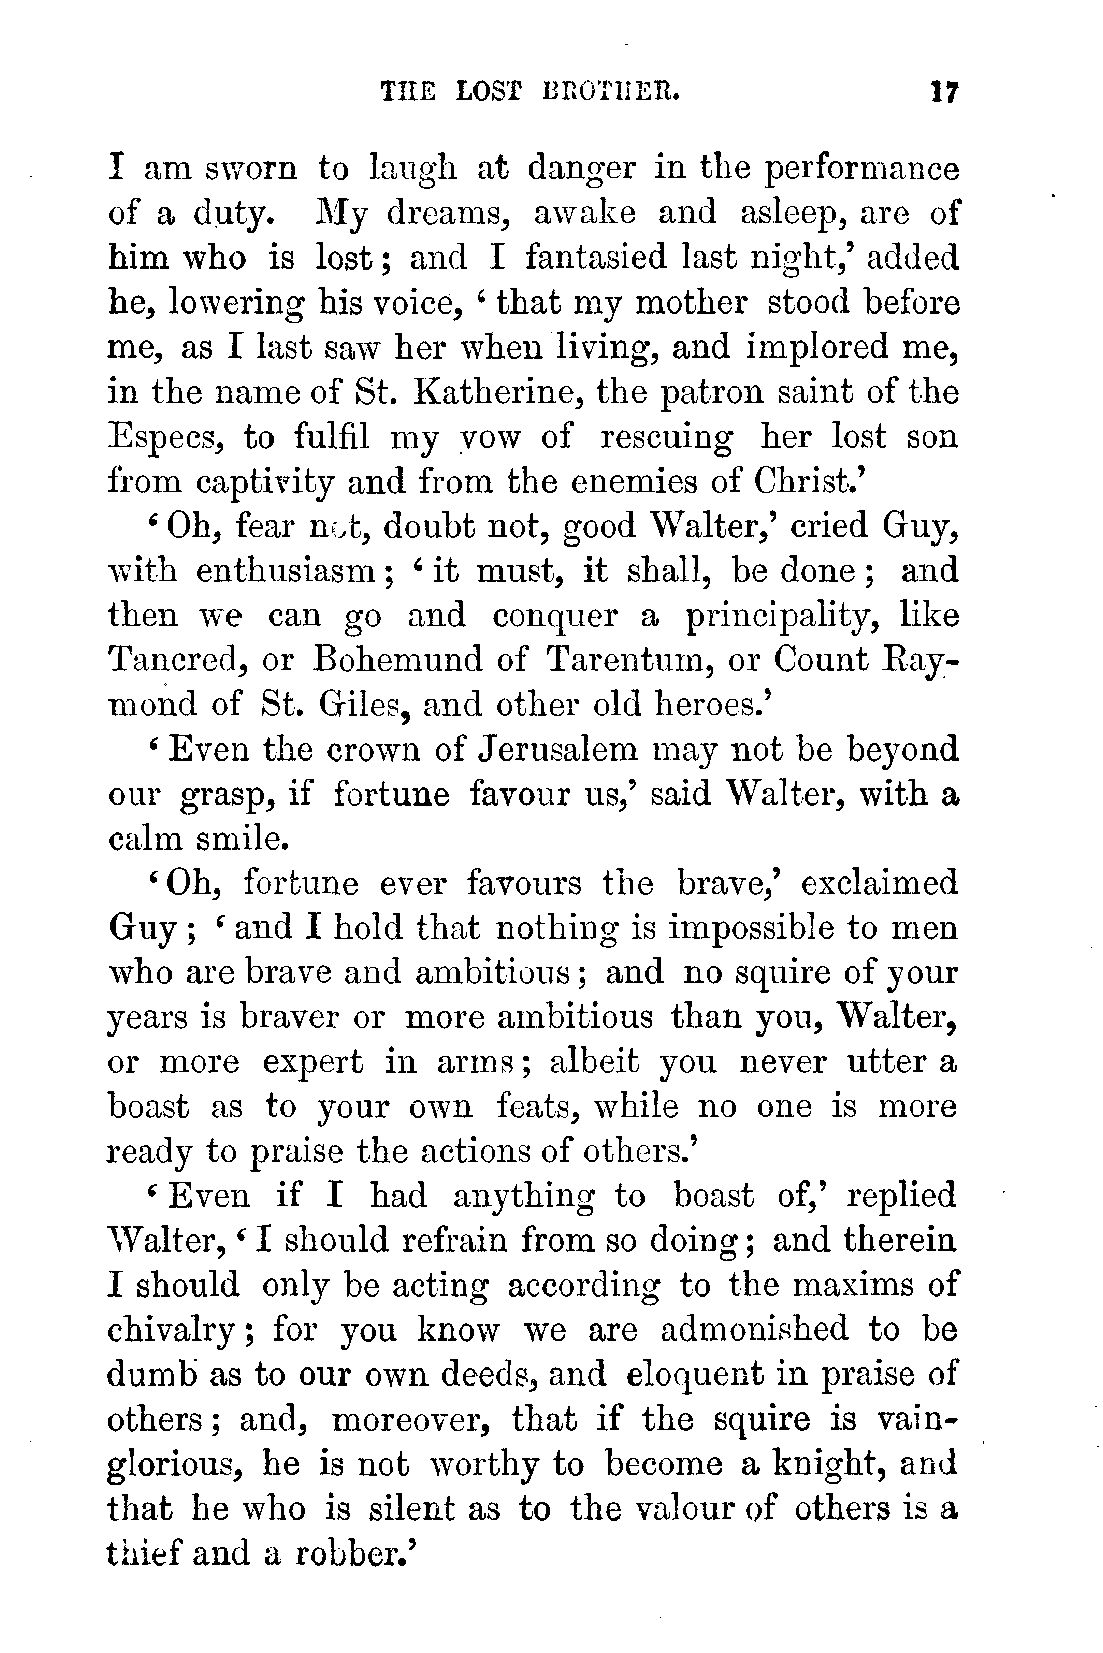 THE LOST BROTHER. 17
I am sworn to laugh at danger in the performance
of a duty. My dreams, awake and asleep, are of
him who is lost; and I fantasied last night,’ added
he, lowering his voice, ‘ that my mother stood before
me, as I last saw her when living, and implored me,
in the name of St. Katherine, the patron saint of the
Especs, to fulfil my vow of rescuing her lost son
from captivity and from the enemies of Christ.’
‘ Oh, fear not, doubt not, good Walter,’ cried Guy,
with enthusiasm; ‘ it must, it shall, be done; and
then we can go and conquer a principality, like
Tancred, or Bohemund of Tarentum, or Count Ray-
mond of St. Giles, and other old heroes.’
‘ Even the crown of Jerusalem may not be beyond
our grasp, if fortune favour us,’ said Walter, with a
calm smile.
‘ Oh, fortune ever favours the brave,’ exclaimed
Guy; ‘ and I hold that nothing is impossible to men
who are brave and ambitious; and no squire of your
years is braver or more ambitious than you, Walter,
or more expert in arms; albeit you never utter a
boast as to your own feats, while no one is more
ready to praise the actions of others.’
‘ Even if I had anything to boast of,’ replied
Walter, ‘ I should refrain from so doing; and therein
I should only be acting according to the maxims of
chivalry; for you know we are admonished to be
dumb as to our own deeds, and eloquent in praise of
others; and, moreover, that if the squire is vain-
glorious, he is not worthy to become a knight, and
that he who is silent as to the valour of others is a
thief and a robber.’